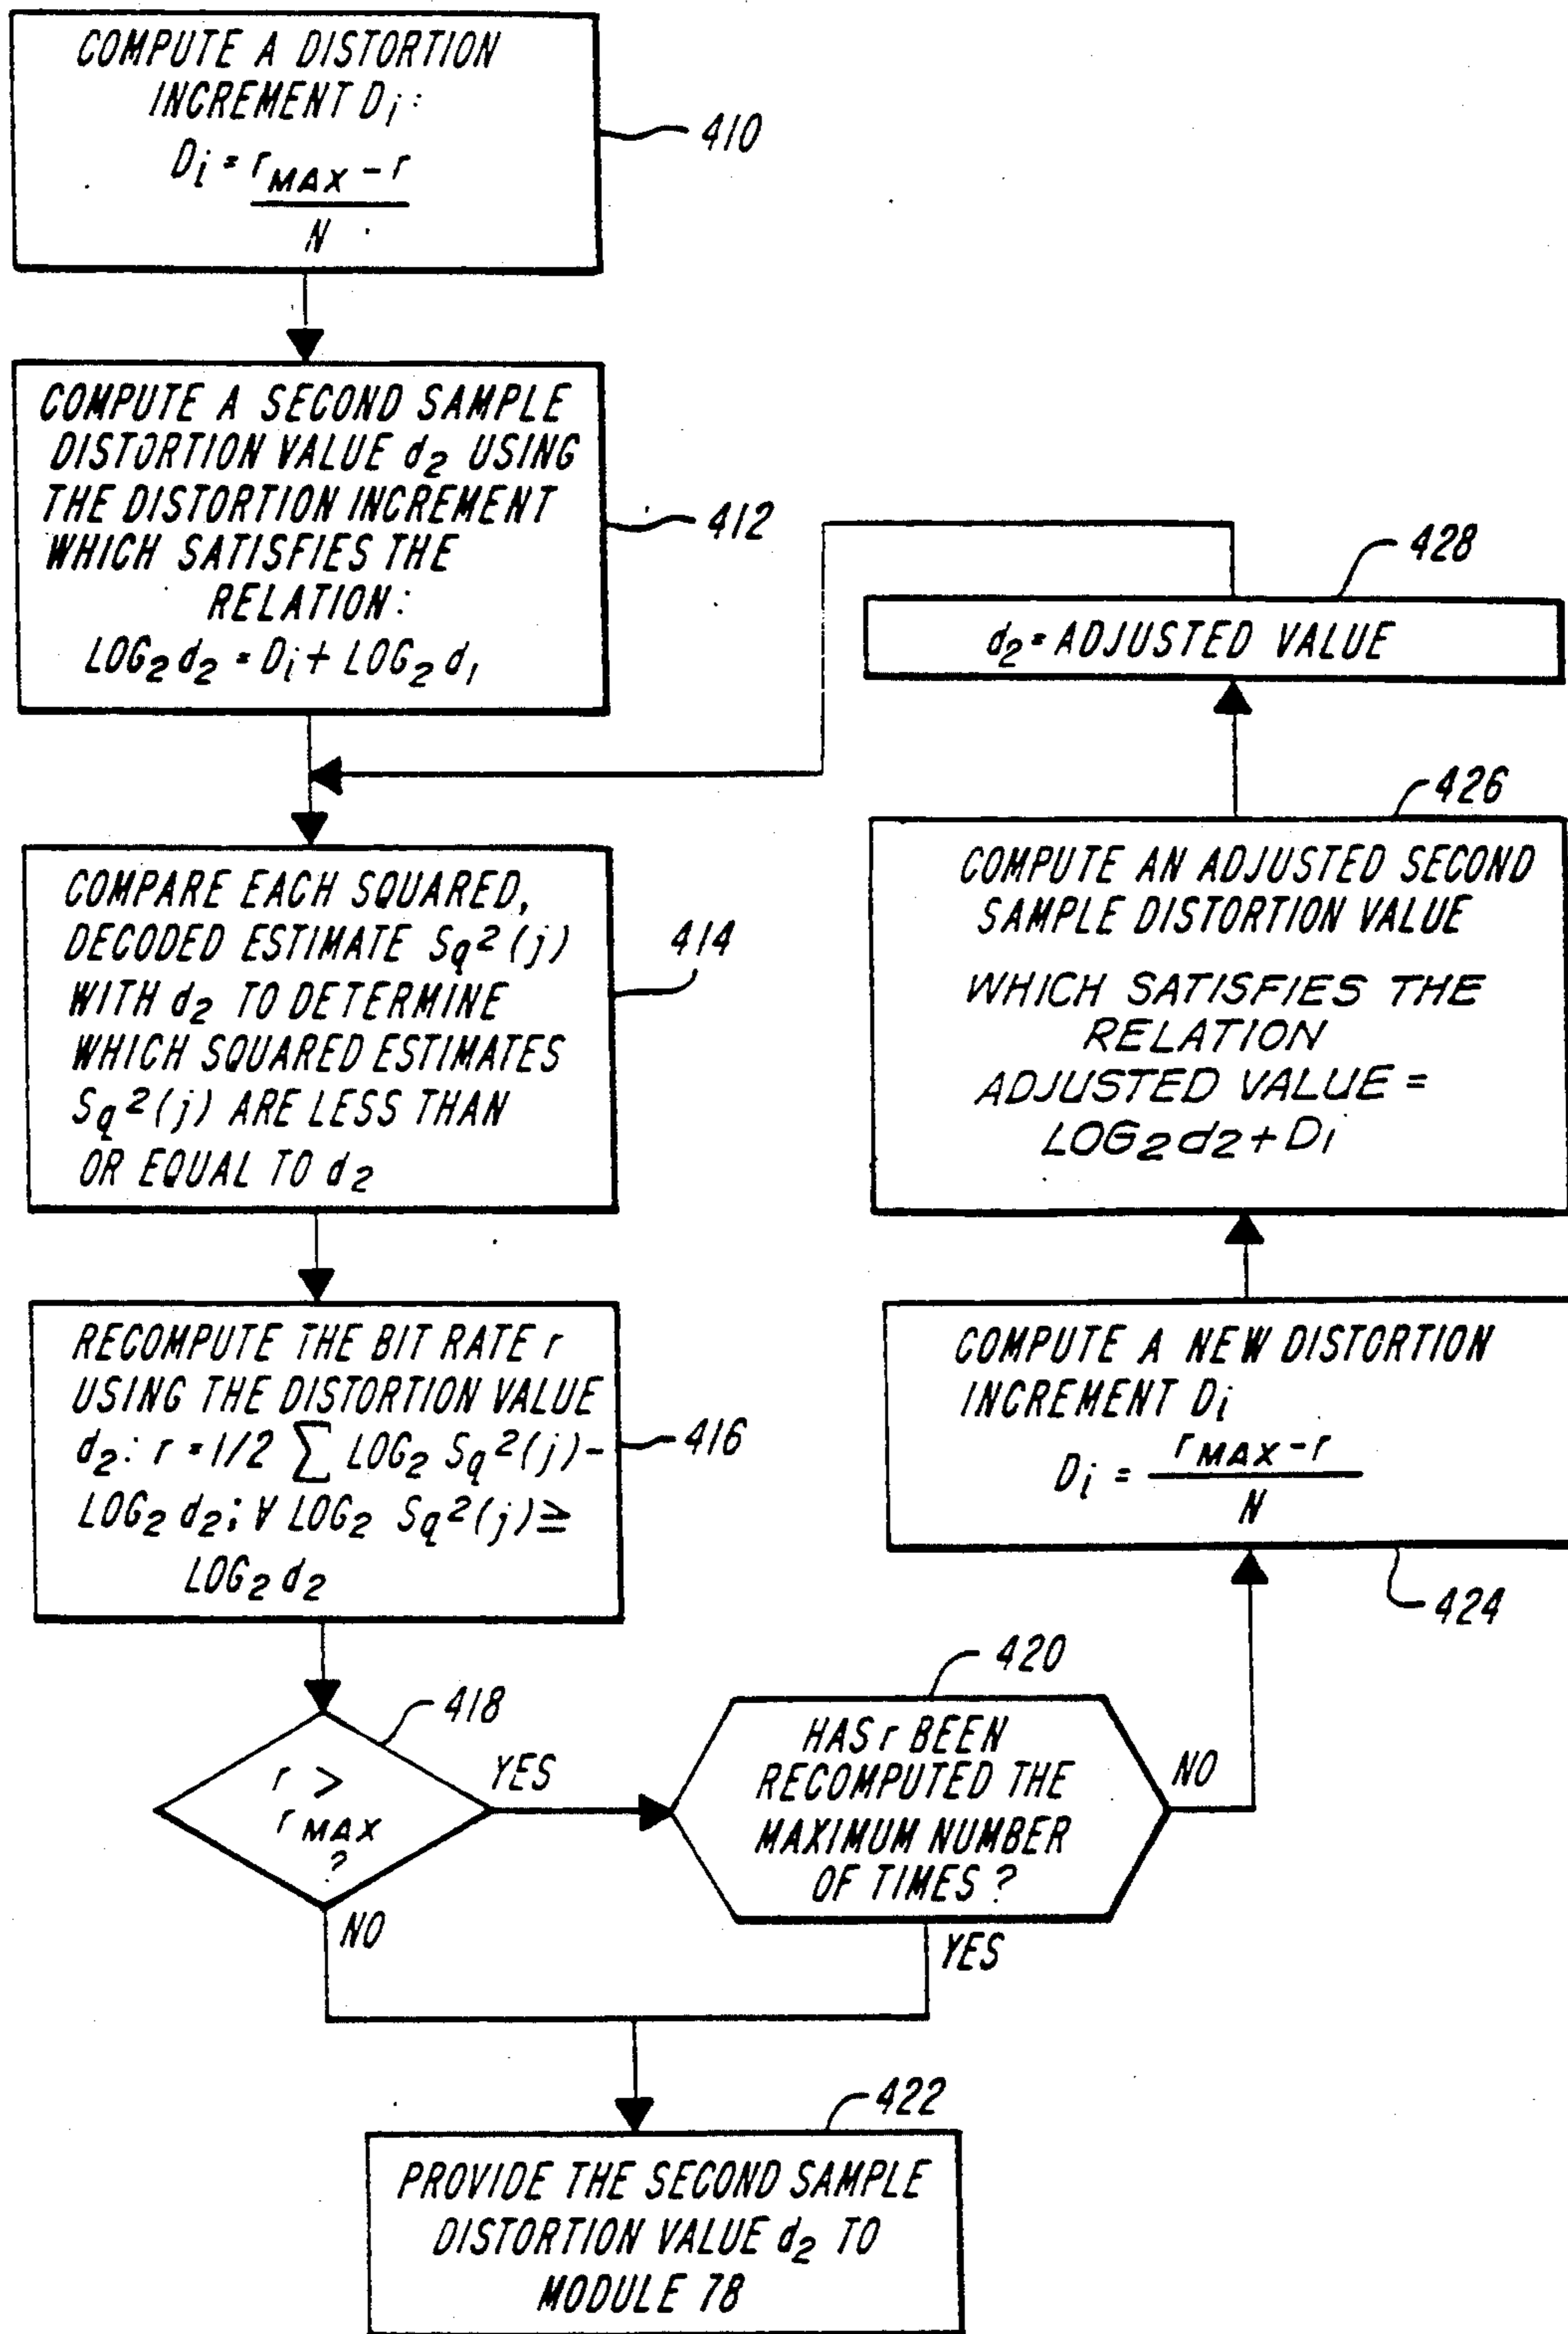 COMPUTE A DISTORTION
INCREMENT Di:
Di = rMAX - r
N
410
COMPUTE A SECOND SAMPLE
DISTORTION VALUE d2 USING
THE DISTORTION INCREMENT
WHICH SATISFIES THE
RELATION:
LOG2 d2 = Di + LOG2 d1
412
COMPARE EACH SQUARED,
DECODED ESTIMATE Sq²(j)
WITH d2 TO DETERMINE
WHICH SQUARED ESTIMATES
Sq²(j) ARE LESS THAN
OR EQUAL TO d2
414
RECOMPUTE THE BIT RATE r
USING THE DISTORTION VALUE
d2: r = 1/2 ∑ LOG2 Sq²(j)-
LOG2 d2; ∀ LOG2 Sq²(j) ≥
LOG2 d2
416
r >
rMAX
?
418
YES
NO
HAS r BEEN
RECOMPUTED THE
MAXIMUM NUMBER
OF TIMES ?
420
NO
YES
COMPUTE A NEW DISTORTION
INCREMENT Di
Di = rMAX - r
N
424
COMPUTE AN ADJUSTED SECOND
SAMPLE DISTORTION VALUE
WHICH SATISFIES THE
RELATION
ADJUSTED VALUE =
LOG2 d2 + Di
426
d2 = ADJUSTED VALUE
428
PROVIDE THE SECOND SAMPLE
DISTORTION VALUE d2 TO
MODULE 78
422